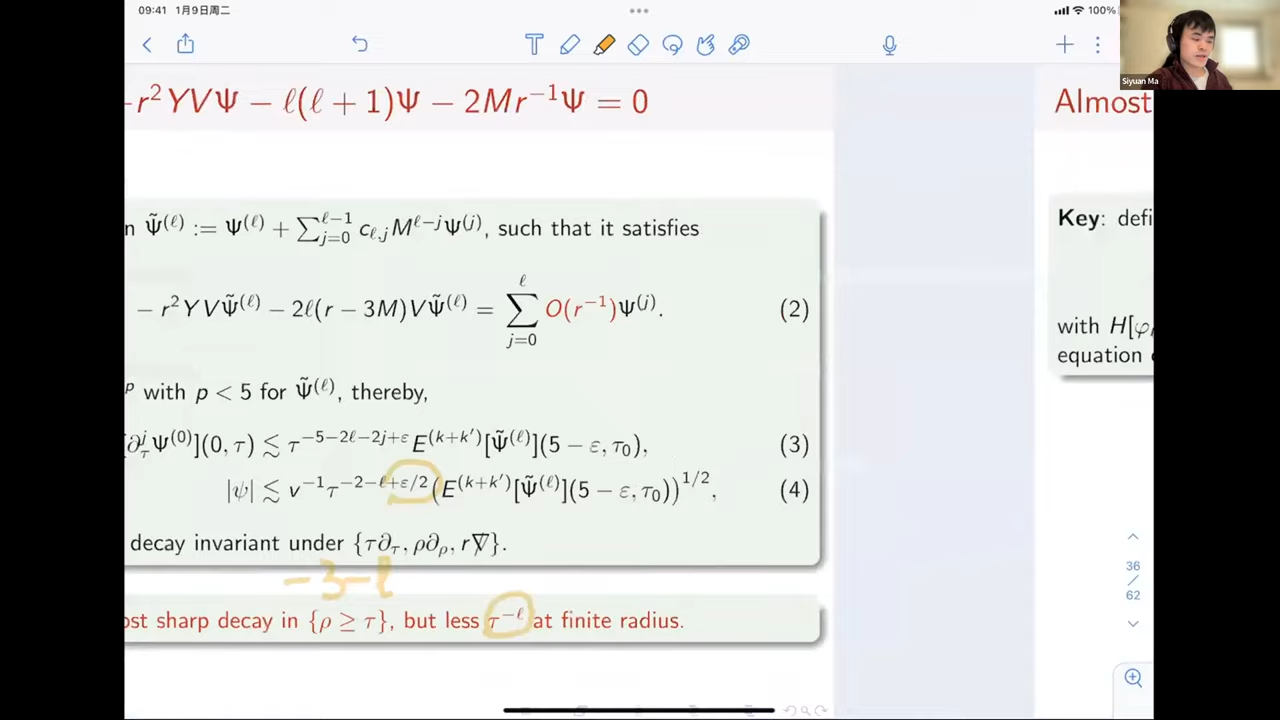 09:41 1月9日周二
100%
Siyuan Ma
-r²YVΨ − ℓ(ℓ + 1)Ψ − 2Mr⁻¹Ψ = 0
Almost
n Ψ̃^(ℓ) := Ψ^(ℓ) + ∑_{j=0}^{ℓ−1} c_{ℓ,j} M^{ℓ−j} Ψ^(j), such that it satisfies
Key: defi
− r²YVΨ̃^(ℓ) − 2ℓ(r − 3M)VΨ̃^(ℓ) = ∑_{j=0}^{ℓ} O(r⁻¹)Ψ^(j). (2)
with H[φ
equation
p with p < 5 for Ψ̃^(ℓ), thereby,
[∂_τ^j Ψ^(0)](0, τ) ≲ τ^{−5−2ℓ−2j+ε} E^(k+k′)[Ψ̃^(ℓ)](5 − ε, τ₀), (3)
|ψ| ≲ v⁻¹τ^{−2−ℓ+ε/2}(E^(k+k′)[Ψ̃^(ℓ)](5 − ε, τ₀))^{1/2}, (4)
decay invariant under {τ∂_τ, ρ∂_ρ, r∇̸}.
−3−ℓ
ost sharp decay in {ρ ≥ τ}, but less τ^{−ℓ} at finite radius.
36
/
62